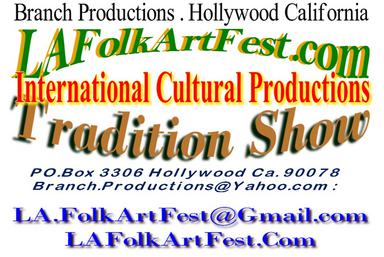 Branch Productions . Hollywood California
LAFolkArtFest.com
International Cultural Productions
Tradition Show
PO.Box 3306 Hollywood Ca. 90078
Branch.Productions@Yahoo.com :
LA.FolkArtFest@Gmail.com
LAFolkArtFest.Com